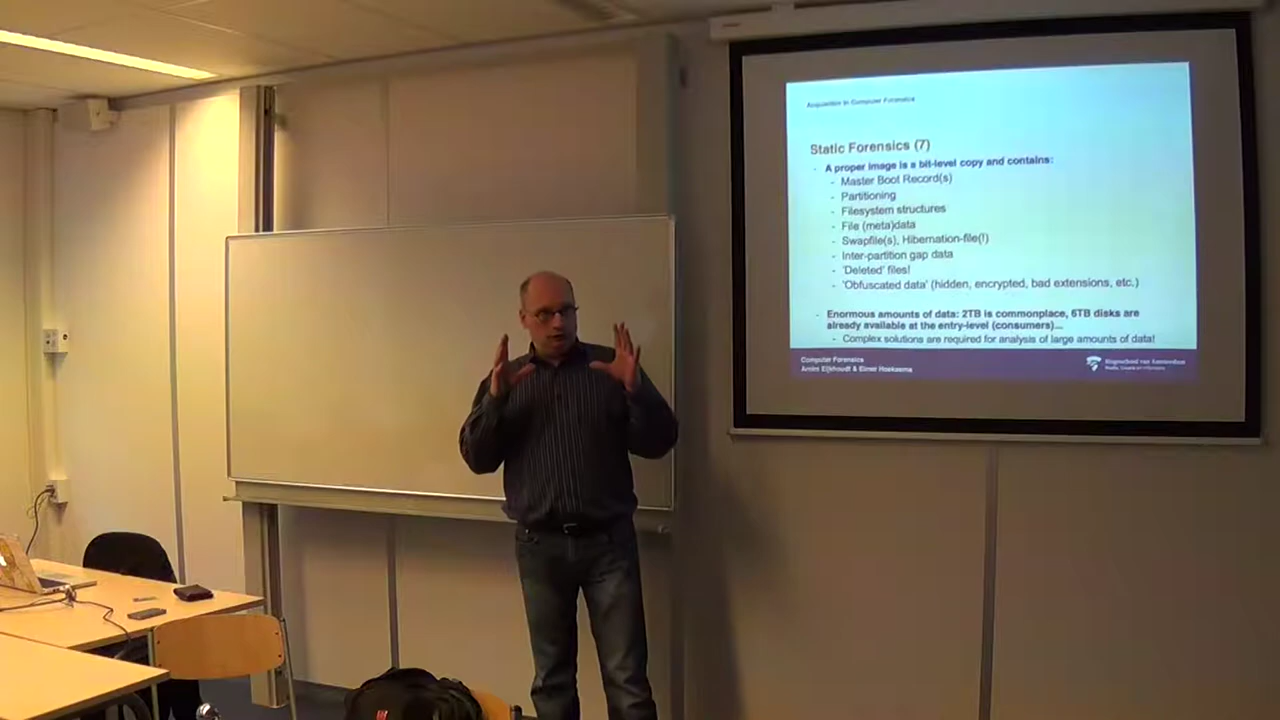 Acquisition in Computer Forensics
Static Forensics (7)
- A proper image is a bit-level copy and contains:
- Master Boot Record(s)
- Partitioning
- Filesystem structures
- File (meta)data
- Swapfile(s), Hibernation-file(!)
- Inter-partition gap data
- 'Deleted' files!
- 'Obfuscated data' (hidden, encrypted, bad extensions, etc.)
- Enormous amounts of data: 2TB is commonplace, 6TB disks are
already available at the entry-level (consumers)...
- Complex solutions are required for analysis of large amounts of data!
Computer Forensics
Arnim Eijkhoudt & Elmer Hoeksema
Hogeschool van Amsterdam